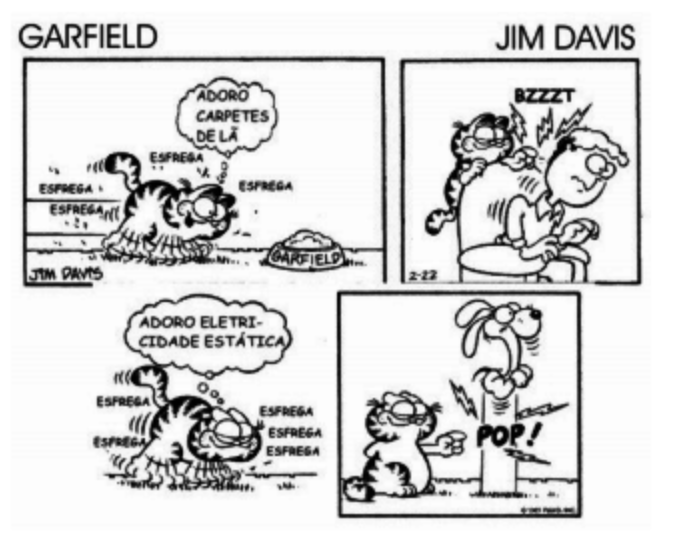 GARFIELD
JIM DAVIS
ADORO
CARPETES
DE LÃ
ESFREGA
ESFREGA
ESFREGA
ESFREGA
GARFIELD
JIM DAVIS
BZZZT
2-22
ADORO ELETRI-
CIDADE ESTÁTICA
ESFREGA
ESFREGA
ESFREGA
ESFREGA
ESFREGA
POP!